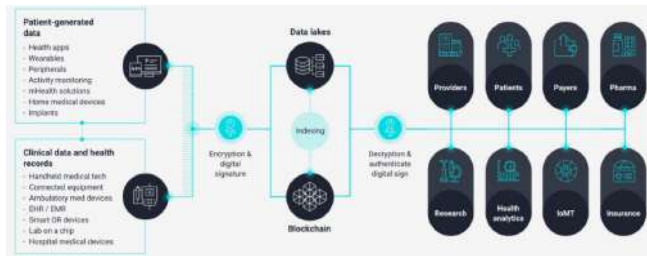 Patient-generated
data
- Health apps
- Wearables
- Peripherals
- Activity monitoring
- mHealth solutions
- Home medical devices
- Implants
Clinical data and health
records
- Handheld medical tech
- Connected equipment
- Ambulatory med devices
- EHR / EMR
- Smart OR devices
- Lab on a chip
- Hospital medical devices
Encryption &
digital
signature
Data lakes
Indexing
Blockchain
Decryption &
authenticate
digital sign
Providers
Patients
Payers
Pharma
Research
Health
analytics
IoMT
Insurance